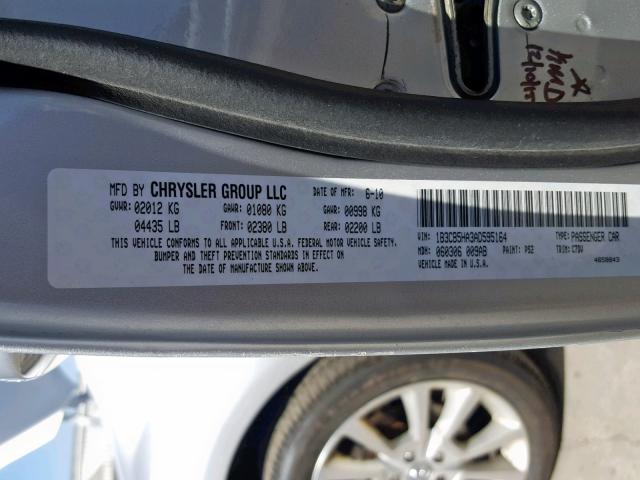 MFD BY CHRYSLER GROUP LLC DATE OF MFR: 6-10
GVWR: 02012 KG GAWR: 01080 KG GAWR: 00998 KG
04435 LB FRONT: 02380 LB REAR: 02200 LB
THIS VEHICLE CONFORMS TO ALL APPLICABLE U.S.A. FEDERAL MOTOR VEHICLE SAFETY,
BUMPER AND THEFT PREVENTION STANDARDS IN EFFECT ON
THE DATE OF MANUFACTURE SHOWN ABOVE.
VIN: 1B3CB5HA3AD595164 TYPE: PASSENGER CAR
MDH: 060306 009AB PAINT: PS2 TRIM: C7DV
VEHICLE MADE IN U.S.A. 4658843